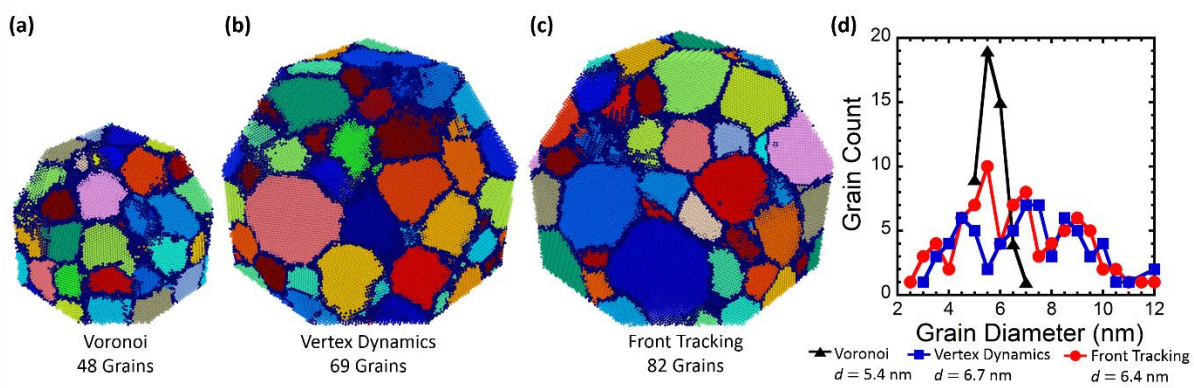 (a)
(b)
(c)
(d)
Voronoi
48 Grains
Vertex Dynamics
69 Grains
Front Tracking
82 Grains
Grain Count
20
15
10
5
0
2 4 6 8 10 12
Grain Diameter (nm)
Voronoi
d = 5.4 nm
Vertex Dynamics
d = 6.7 nm
Front Tracking
d = 6.4 nm